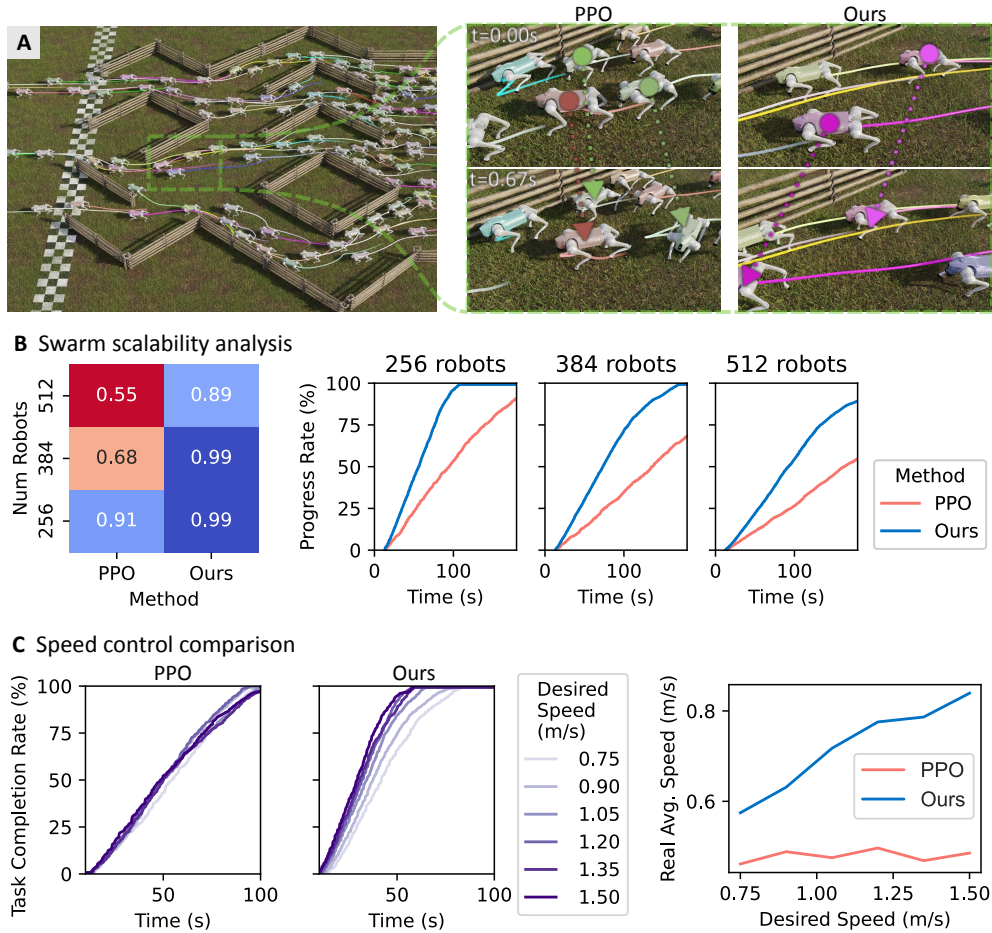 A
PPO
Ours
t=0.00s
t=0.67s
B Swarm scalability analysis
Num Robots
512
384
256
0.55
0.89
0.68
0.99
0.91
0.99
PPO
Ours
Method
256 robots
384 robots
512 robots
Progress Rate (%)
100
75
50
25
0
0
100
0
100
0
100
Time (s)
Time (s)
Time (s)
Method
PPO
Ours
C Speed control comparison
PPO
Ours
Task Completion Rate (%)
100
75
50
25
0
50
100
50
100
Time (s)
Time (s)
Desired
Speed
(m/s)
0.75
0.90
1.05
1.20
1.35
1.50
Real Avg. Speed (m/s)
0.8
0.6
PPO
Ours
0.75
1.00
1.25
1.50
Desired Speed (m/s)